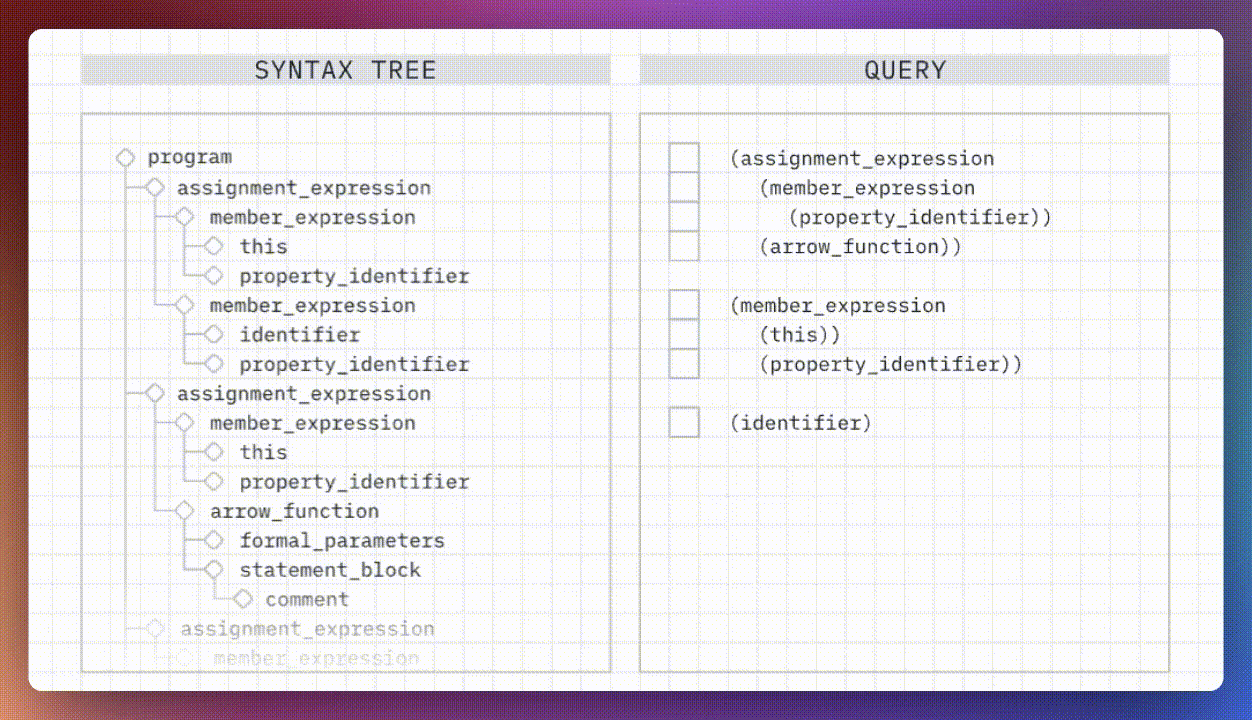 SYNTAX TREE
program
assignment_expression
member_expression
this
property_identifier
member_expression
identifier
property_identifier
assignment_expression
member_expression
this
property_identifier
arrow_function
formal_parameters
statement_block
comment
assignment_expression
member_expression
QUERY
(assignment_expression
(member_expression
(property_identifier))
(arrow_function))
(member_expression
(this))
(property_identifier))
(identifier)